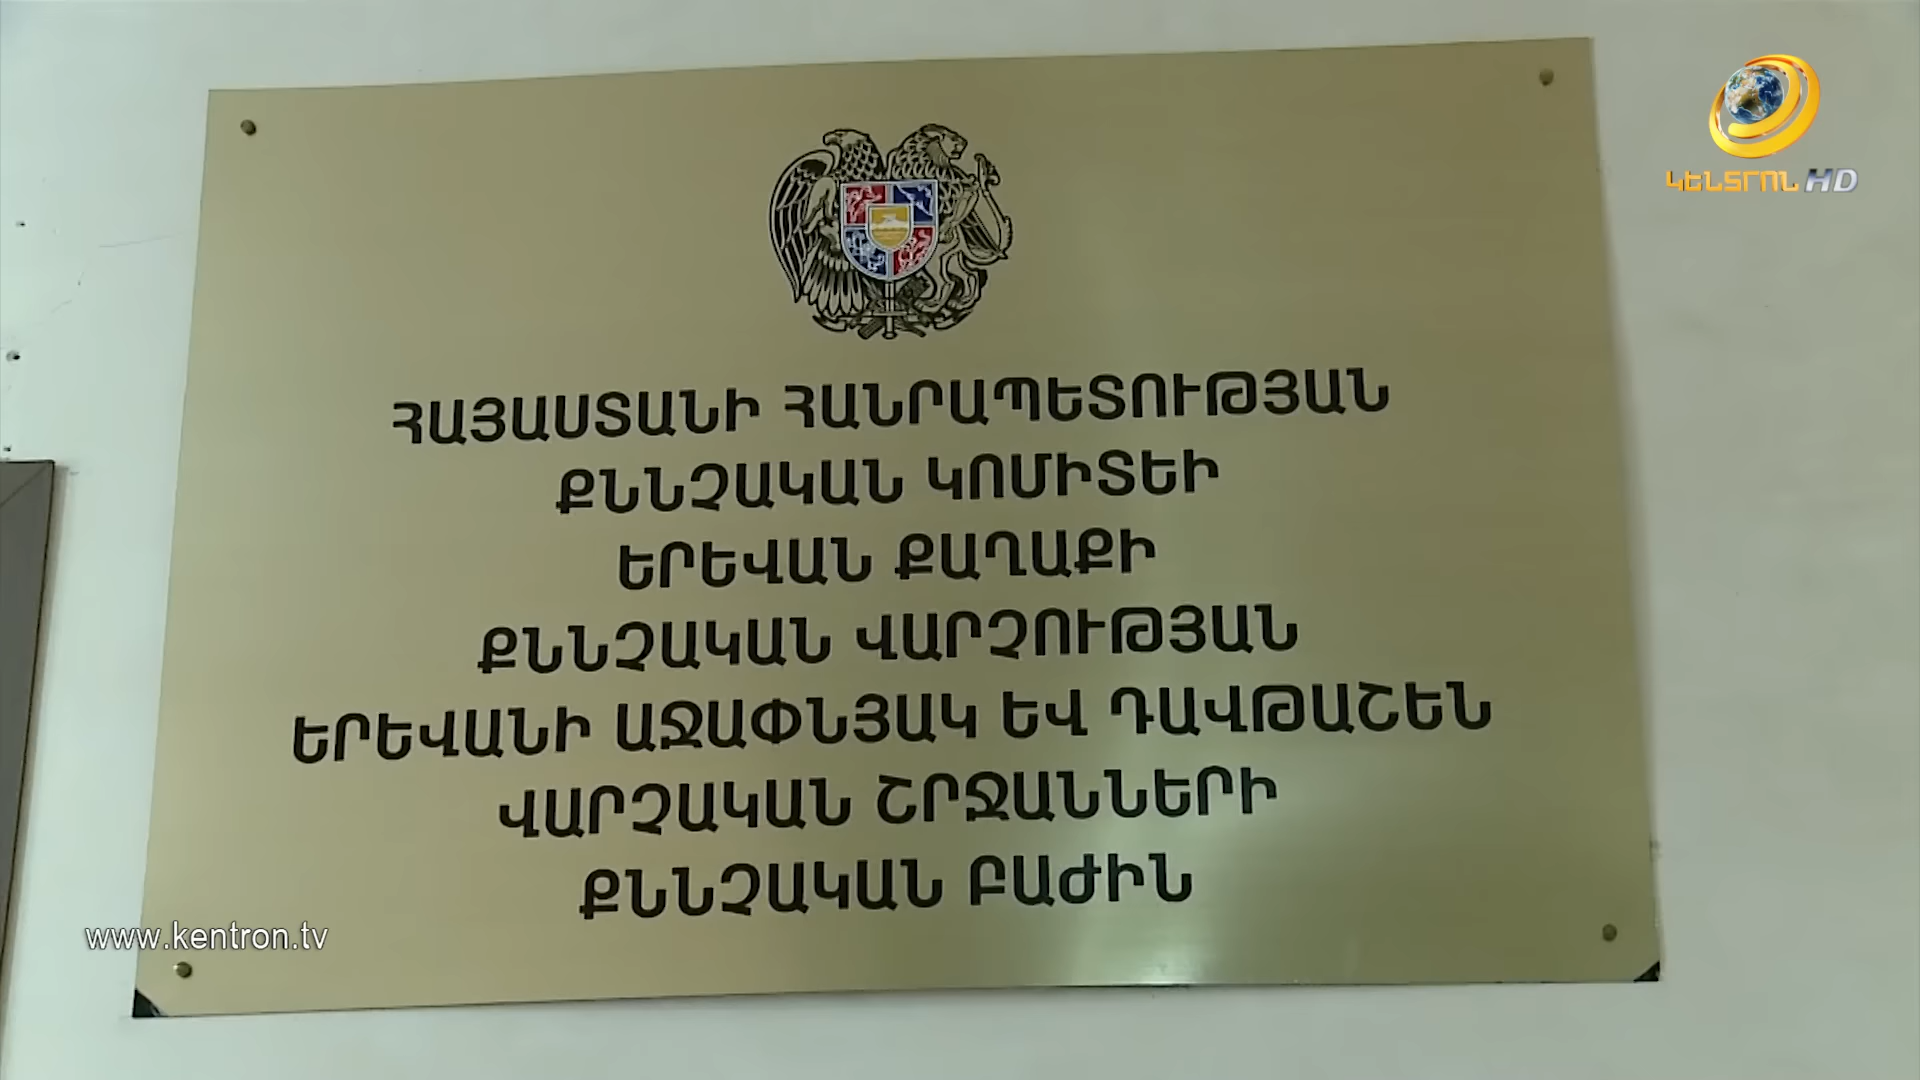 ԿԵՆՏՐՈՆ HD
ՀԱՅԱՍՏԱՆԻ ՀԱՆՐԱՊԵՏՈՒԹՅԱՆ
ՔՆՆՉԱԿԱՆ ԿՈՄԻՏԵԻ
ԵՐԵՎԱՆ ՔԱՂԱՔԻ
ՔՆՆՉԱԿԱՆ ՎԱՐՉՈՒԹՅԱՆ
ԵՐԵՎԱՆԻ ԱՋԱՓՆՅԱԿ ԵՎ ԴԱՎԹԱՇԵՆ
ՎԱՐՉԱԿԱՆ ՇՐՋԱՆՆԵՐԻ
ՔՆՆՉԱԿԱՆ ԲԱԺԻՆ
www.kentron.tv